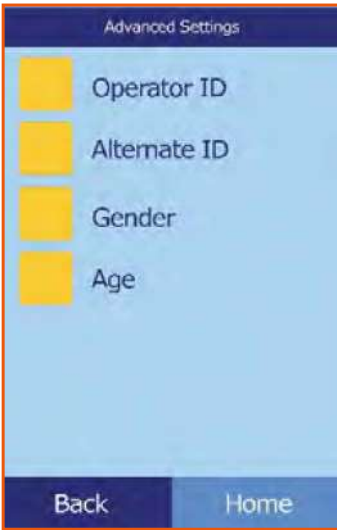 Advanced Settings
Operator ID
Alternate ID
Gender
Age
Back Home